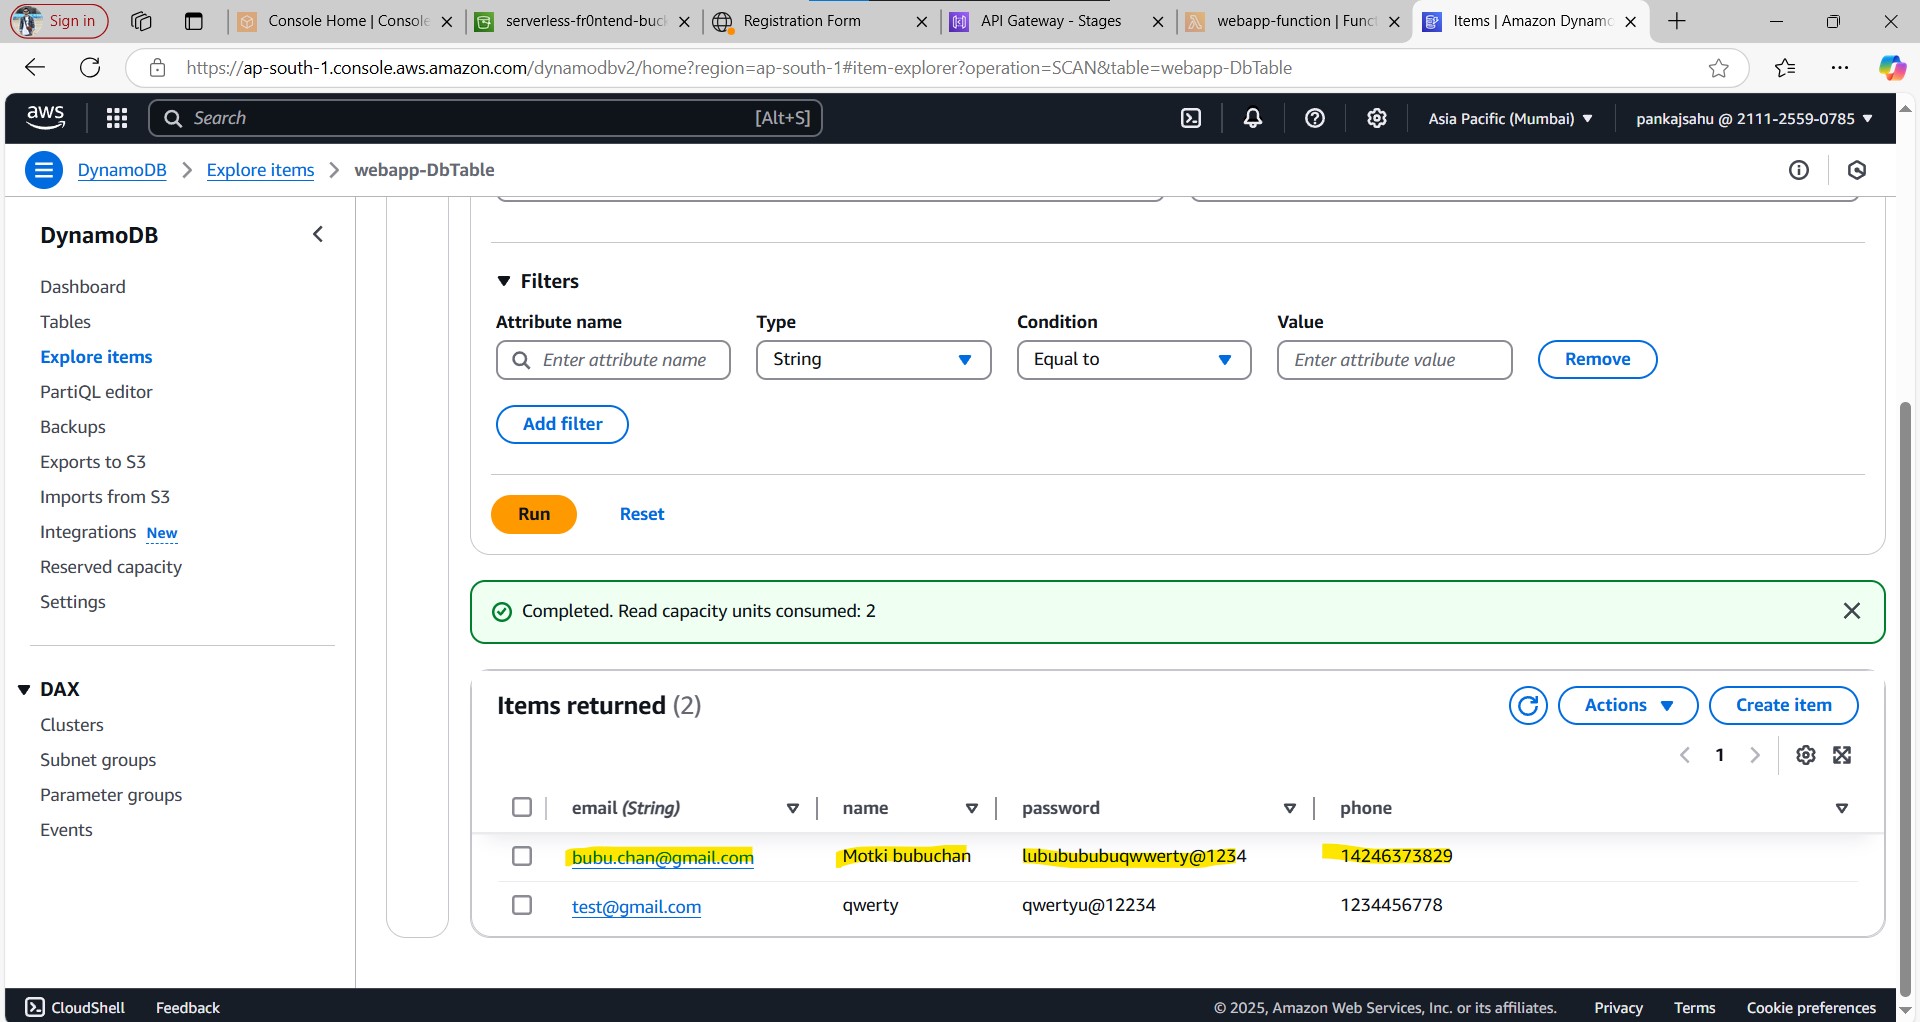 Sign in
Console Home | Console
serverless-fr0ntend-buc
Registration Form
API Gateway - Stages
webapp-function | Func
Items | Amazon Dynamo
https://ap-south-1.console.aws.amazon.com/dynamodbv2/home?region=ap-south-1#item-explorer?operation=SCAN&table=webapp-DbTable
aws
Search
[Alt+S]
Asia Pacific (Mumbai)
pankajsahu @ 2111-2559-0785
DynamoDB
Explore items
webapp-DbTable
DynamoDB
Dashboard
Tables
Explore items
PartiQL editor
Backups
Exports to S3
Imports from S3
Integrations New
Reserved capacity
Settings
DAX
Clusters
Subnet groups
Parameter groups
Events
Filters
Attribute name Type Condition Value
Enter attribute name String Equal to Enter attribute value Remove
Add filter
Run Reset
Completed. Read capacity units consumed: 2
Items returned (2)
Actions Create item
1
email (String) name password phone
bubu.chan@gmail.com Motki bubuchan lubububububuqwwerty@1234 14246373829
test@gmail.com qwerty qwertyu@12234 1234456778
CloudShell Feedback
© 2025, Amazon Web Services, Inc. or its affiliates. Privacy Terms Cookie preferences